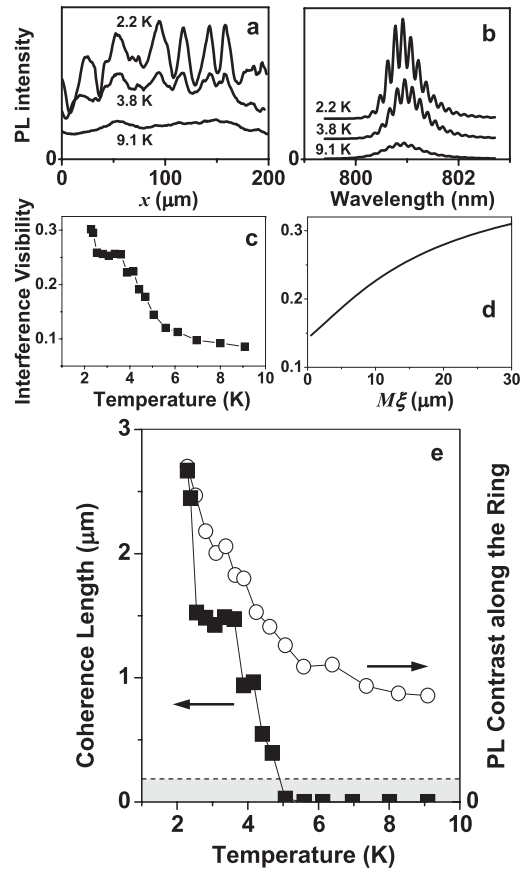 a
2.2 K
3.8 K
9.1 K
PL intensity
0
0 100 200
x (μm)
b
2.2 K
3.8 K
9.1 K
0
800 802
Wavelength (nm)
c
Interference Visibility
0.3
0.2
0.1
2 4 6 8 10
Temperature (K)
d
0.3
0.2
0.1
0 10 20 30
Mξ (μm)
e
Coherence Length (μm)
3
2
1
0
PL Contrast along the Ring
0
2 4 6 8 10
Temperature (K)